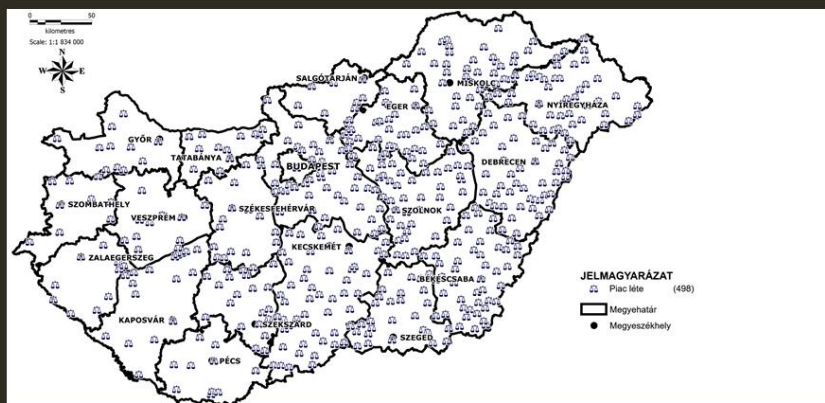 0 50
kilometres
Scale: 1:1 834 000
N
W E
S
SALGÓTARJÁN
MISKOLC
EGER
NYÍREGYHÁZA
GYŐR
TATABÁNYA
DEBRECEN
BUDAPEST
SZOMBATHELY
SZÉKESFEHÉRVÁR
SZOLNOK
VESZPRÉM
KECSKEMÉT
ZALAEGERSZEG
BÉKÉSCSABA
KAPOSVÁR
SZEKSZÁRD
SZEGED
PÉCS
JELMAGYARÁZAT
Piac léte (498)
Megyehatár
Megyeszékhely